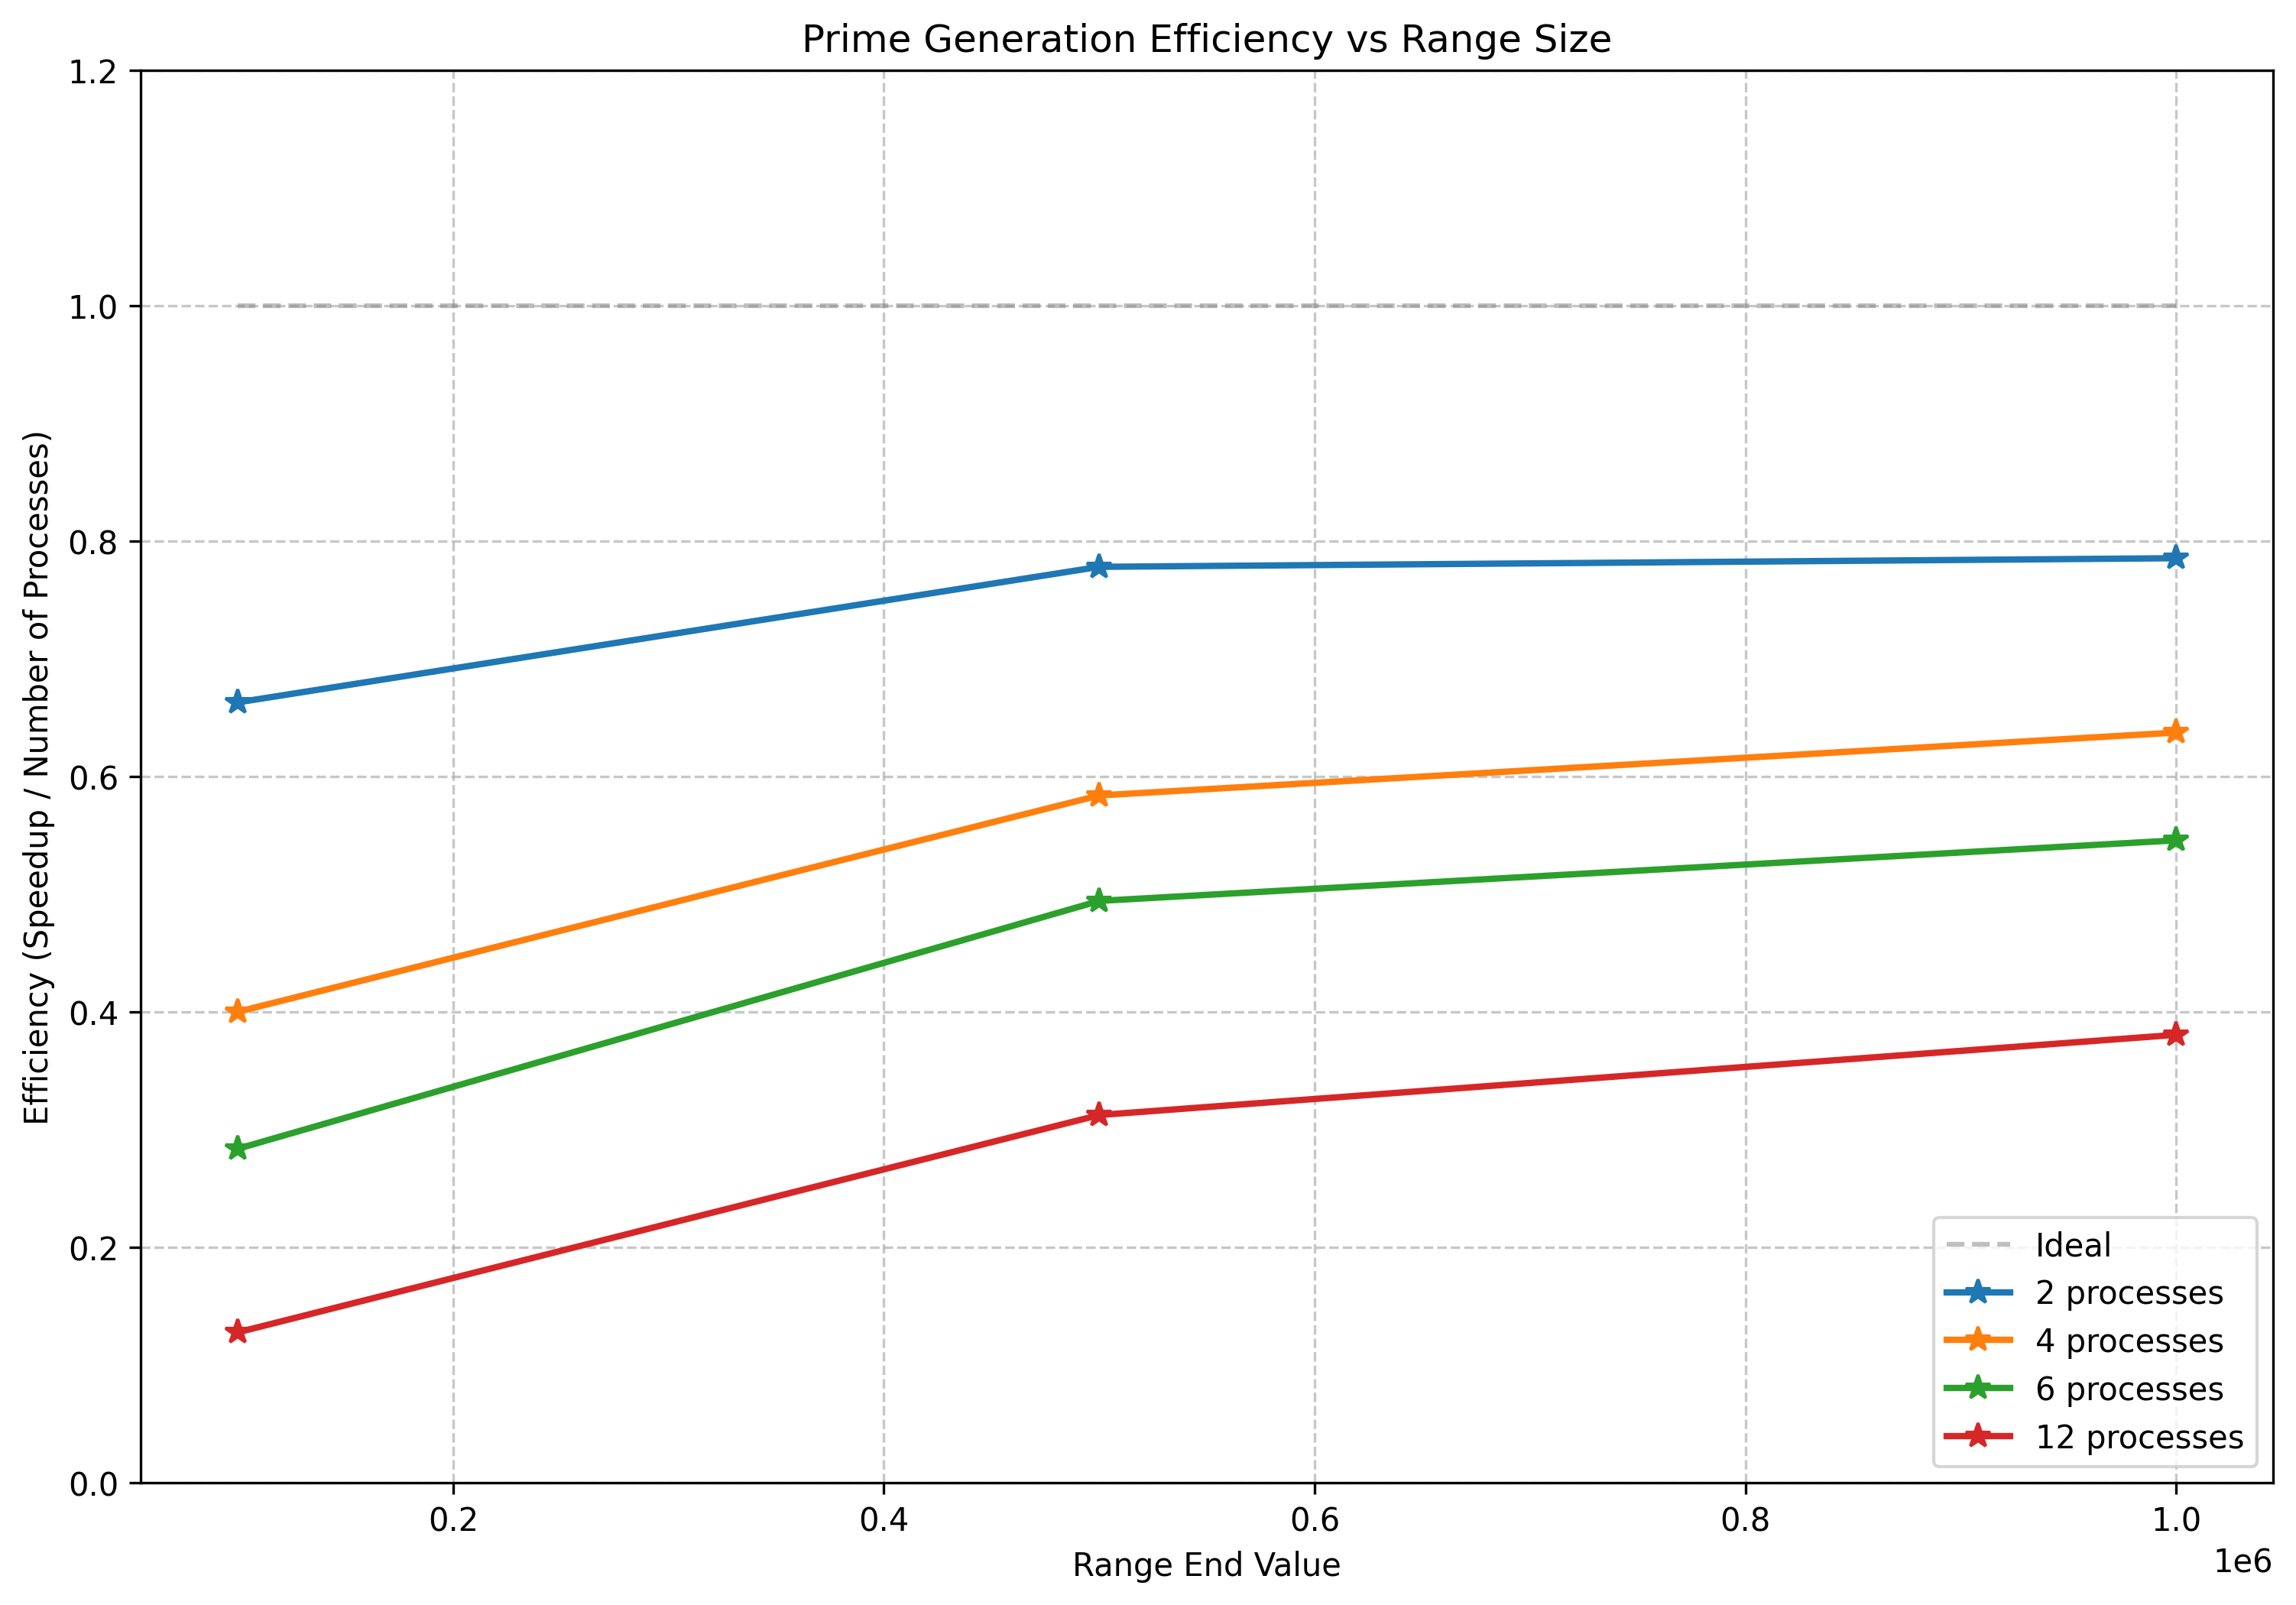 Prime Generation Efficiency vs Range Size
Efficiency (Speedup / Number of Processes)
1.2
1.0
0.8
0.6
0.4
0.2
0.0
Ideal
2 processes
4 processes
6 processes
12 processes
0.2 0.4 0.6 0.8 1.0
1e6
Range End Value